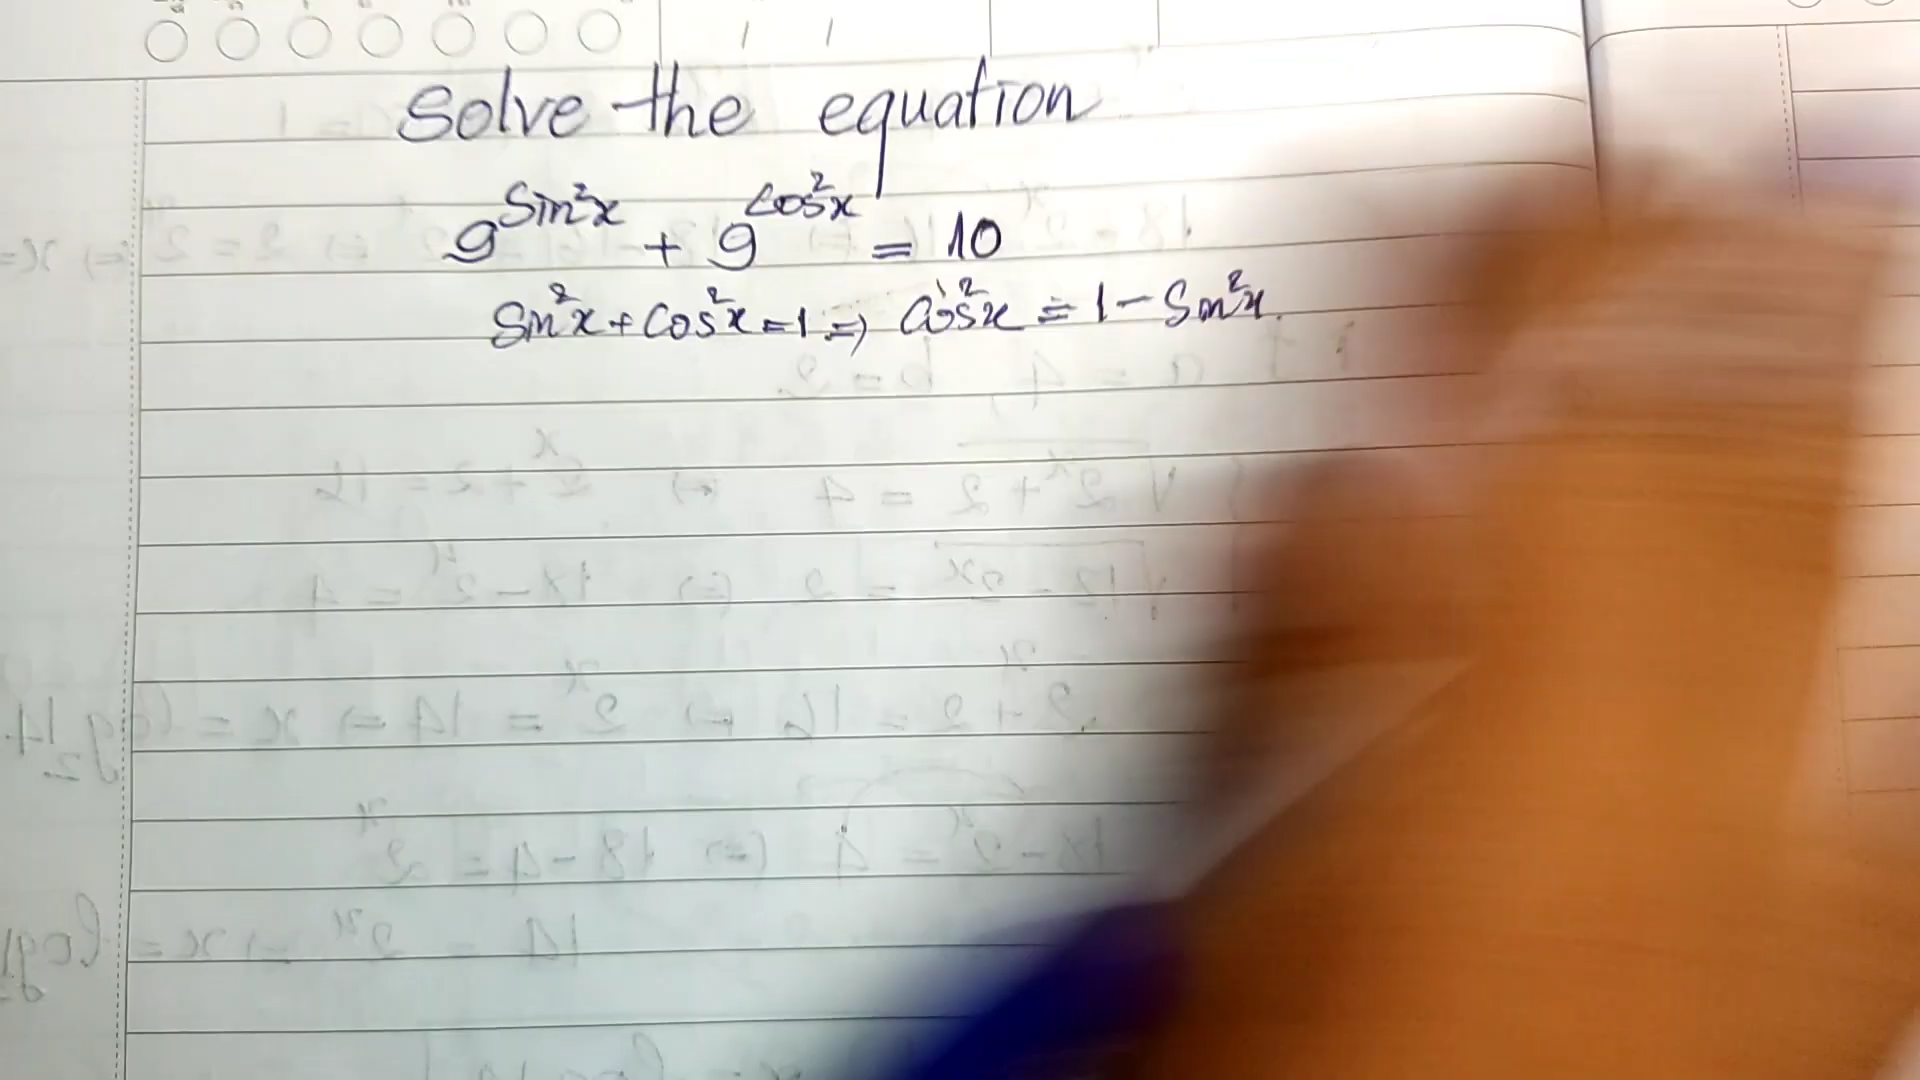 Solve the equation
9^{Sin²x} + 9^{Cos²x} = 10
Sin²x + Cos²x = 1 => Cos²x = 1 - Sin²x